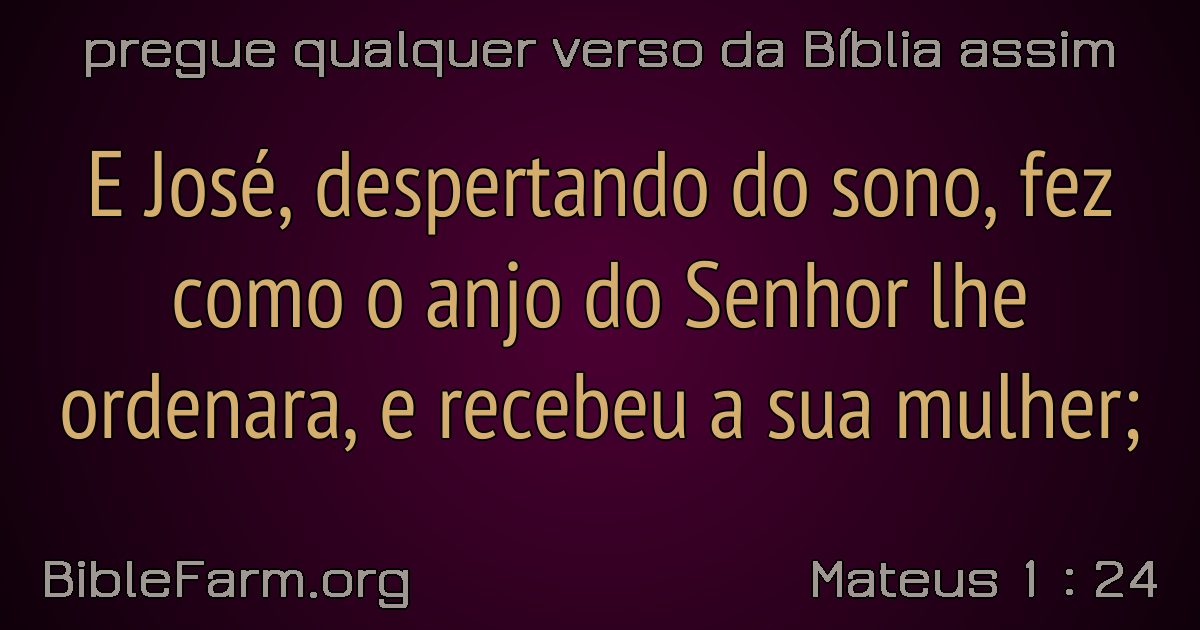 pregue qualquer verso da Bíblia assim
E José, despertando do sono, fez
como o anjo do Senhor lhe
ordenara, e recebeu a sua mulher;
BibleFarm.org
Mateus 1 : 24